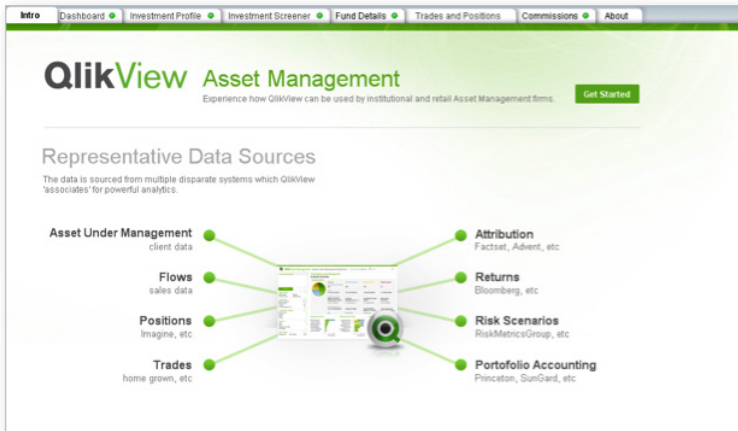 Intro Dashboard Investment Profile Investment Screener Fund Details Trades and Positions Commissions About
QlikView Asset Management
Experience how QlikView can be used by institutional and retail Asset Management firms.
Get Started
Representative Data Sources
The data is sourced from multiple disparate systems which QlikView
'associates' for powerful analytics.
Asset Under Management
client data
Flows
sales data
Positions
Imagine, etc
Trades
home grown, etc
Attribution
Factset, Advent, etc
Returns
Bloomberg, etc
Risk Scenarios
RiskMetricsGroup, etc
Portofolio Accounting
Princeton, SunGard, etc